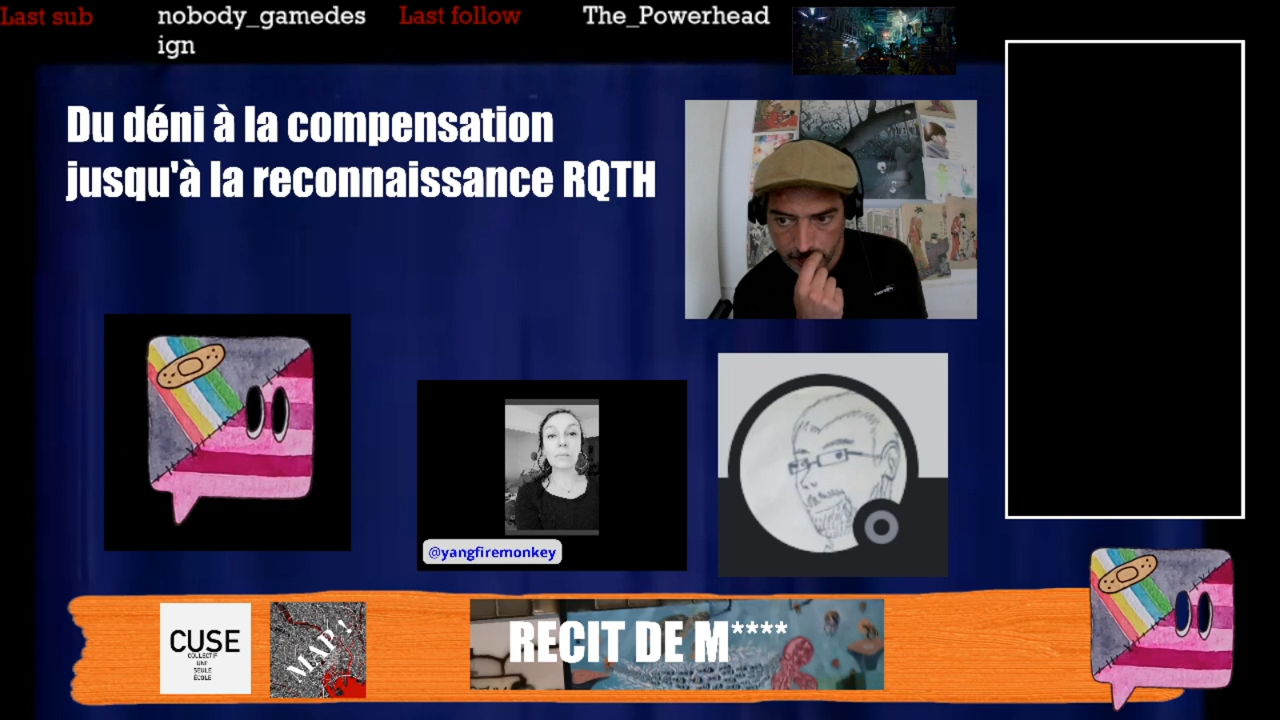 Last sub
nobody_gamedes
ign
Last follow
The_Powerhead
Du déni à la compensation
jusqu'à la reconnaissance RQTH
@yangfiremonkey
CUSE
COLLECTIF
UNE
SEULE
ÉCOLE
MAP !
RECIT DE M****